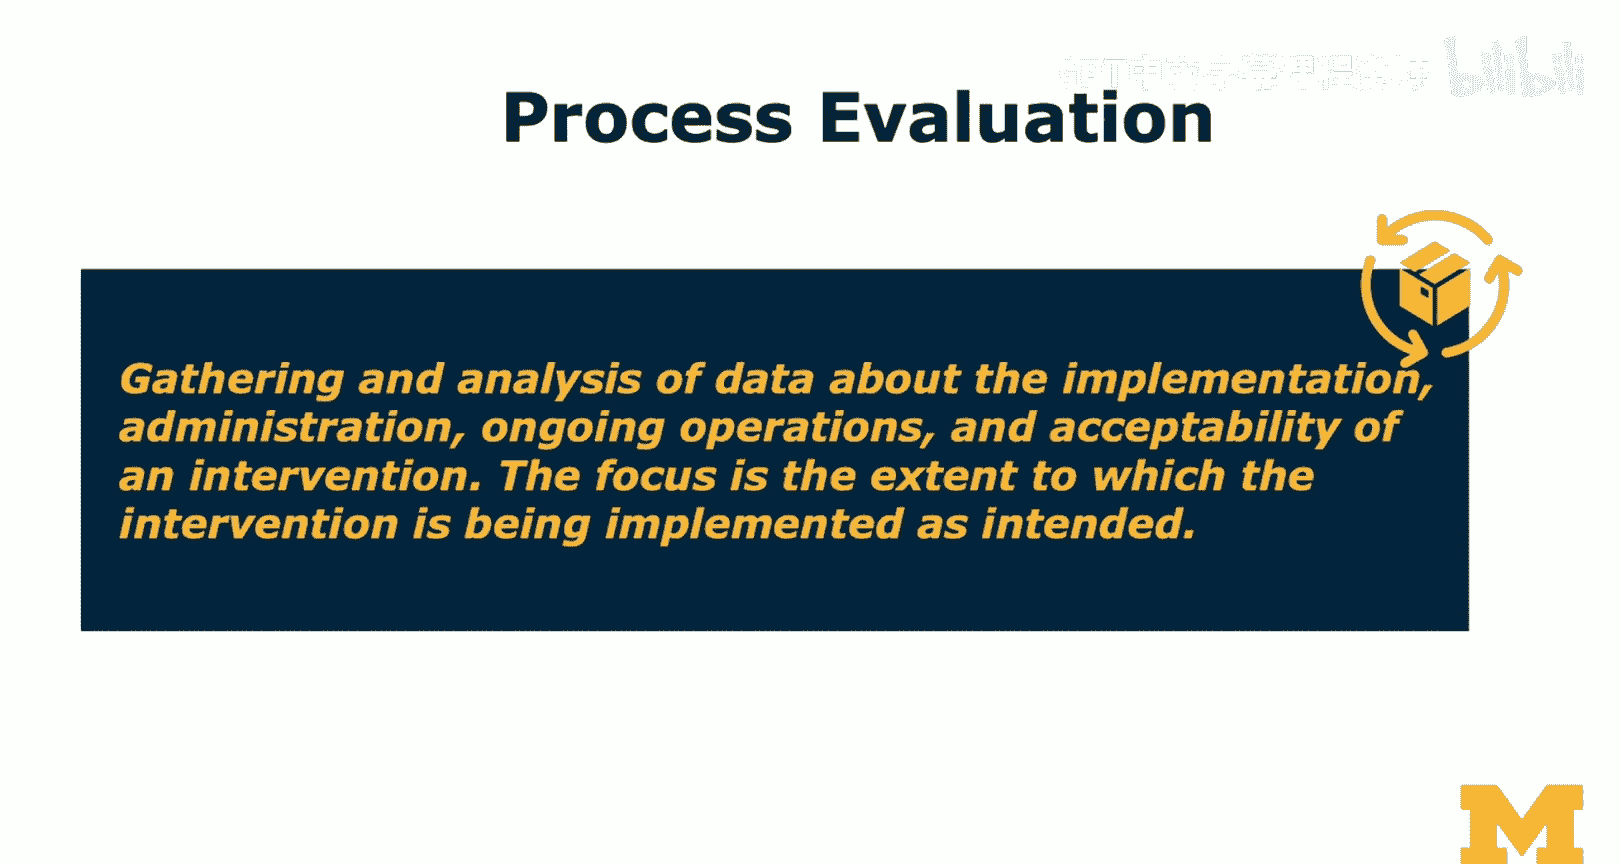 bilibili
Process Evaluation
Gathering and analysis of data about the implementation,
administration, ongoing operations, and acceptability of
an intervention. The focus is the extent to which the
intervention is being implemented as intended.
M